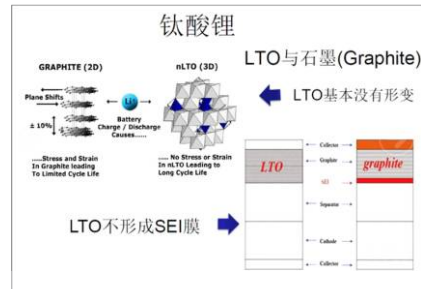 钛酸锂
LTO与石墨(Graphite)
GRAPHITE (2D)
nLTO (3D)
Plane Shifts
Li
± 10%
Battery
Charge / Discharge
Causes...
LTO基本没有形变
.....Stress and Strain
In Graphite leading
To Limited Cycle Life
..... No Stress or Strain
In nLTO Leading to
Long Cycle Life
Collector
LTO
Graphite
graphite
SEI
Separator
LTO不形成SEI膜
Cathode
Collector